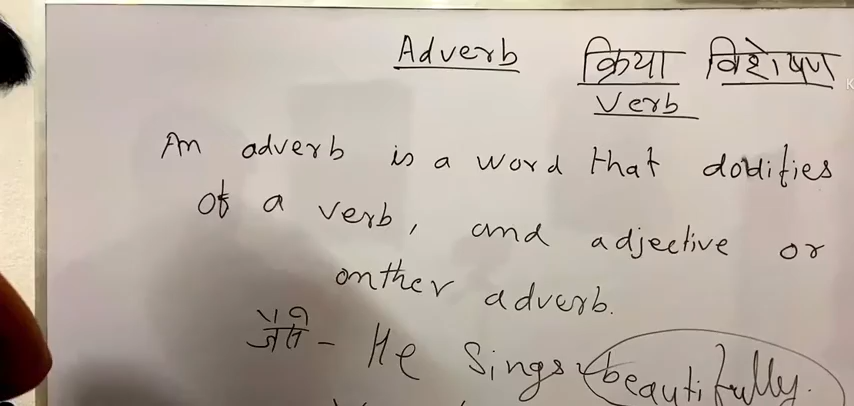 Adverb क्रिया विशेषण
Verb
An adverb is a word that dodifies
of a verb, and adjective or
onther adverb.
जैसे - He Sings beautifully.